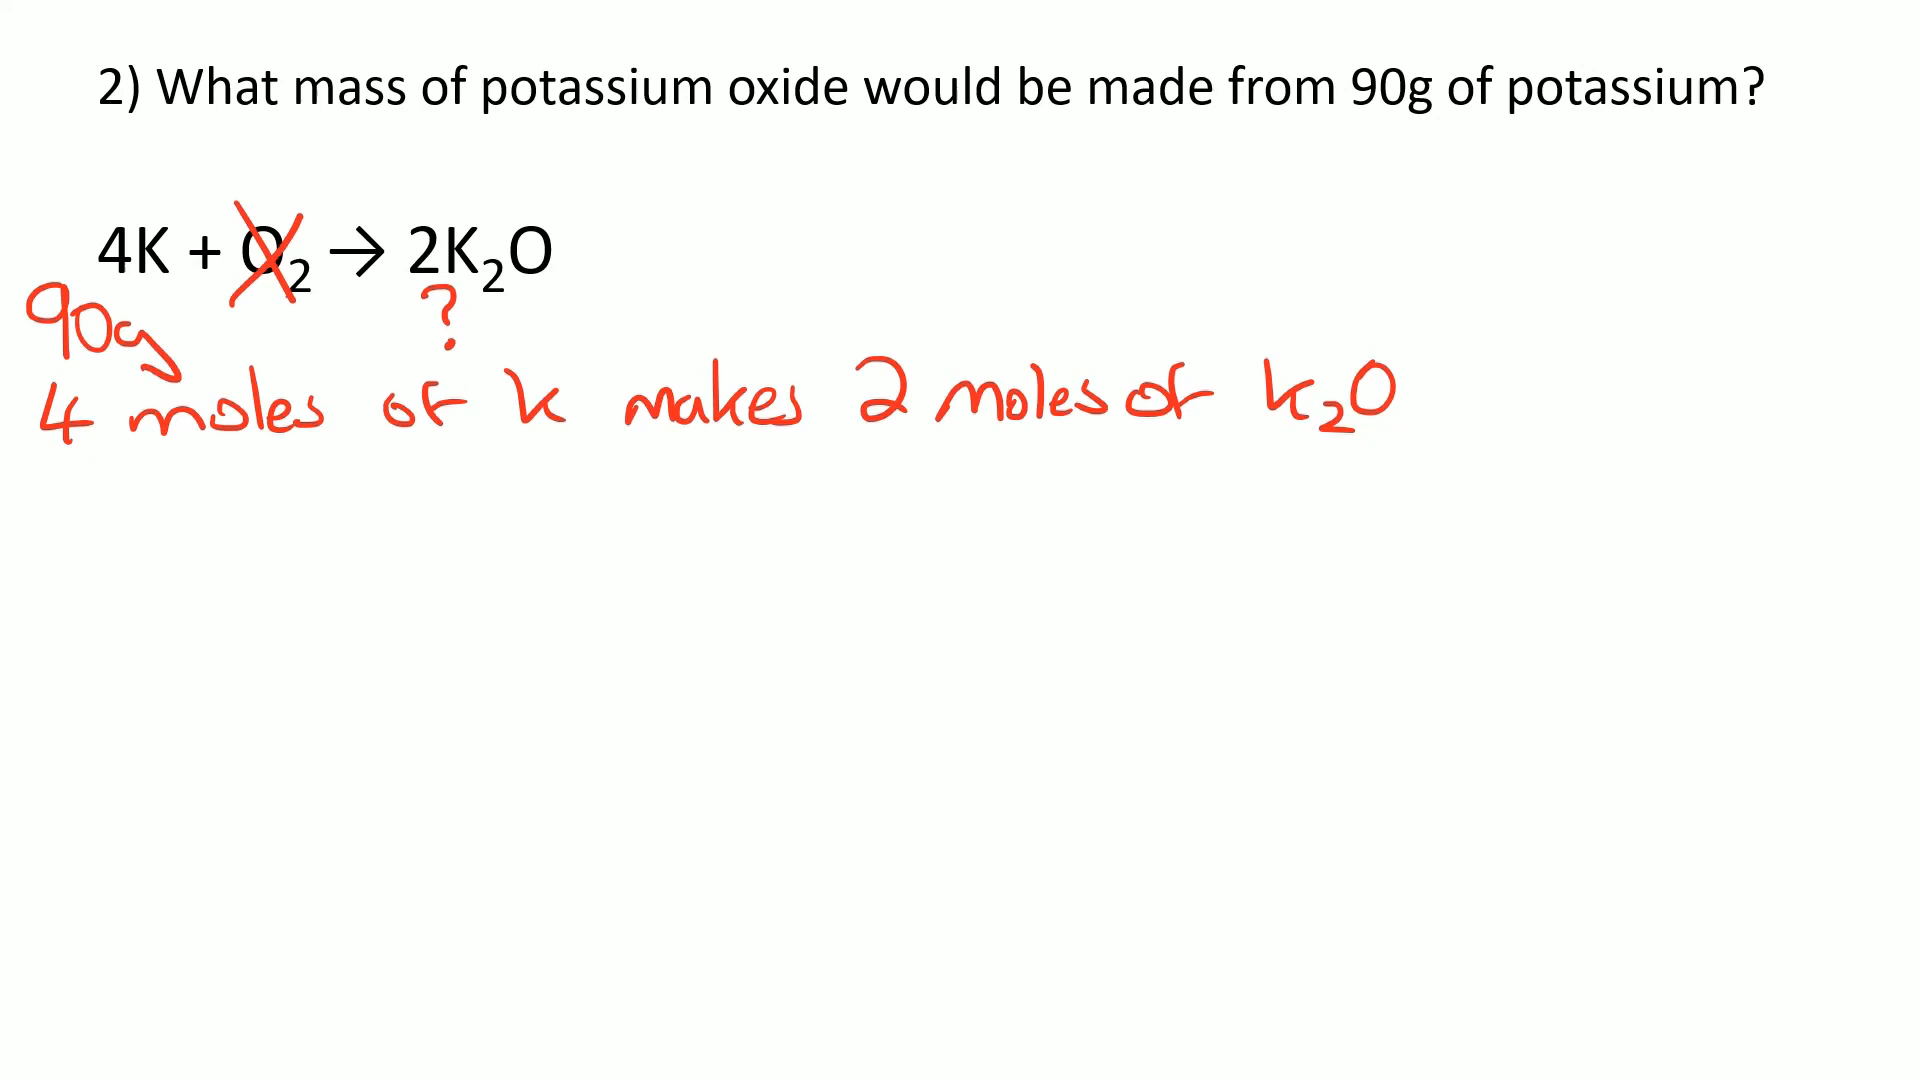 2) What mass of potassium oxide would be made from 90g of potassium?
4K + O₂ → 2K₂O
90g ?
4 moles of k makes 2 moles of k₂O